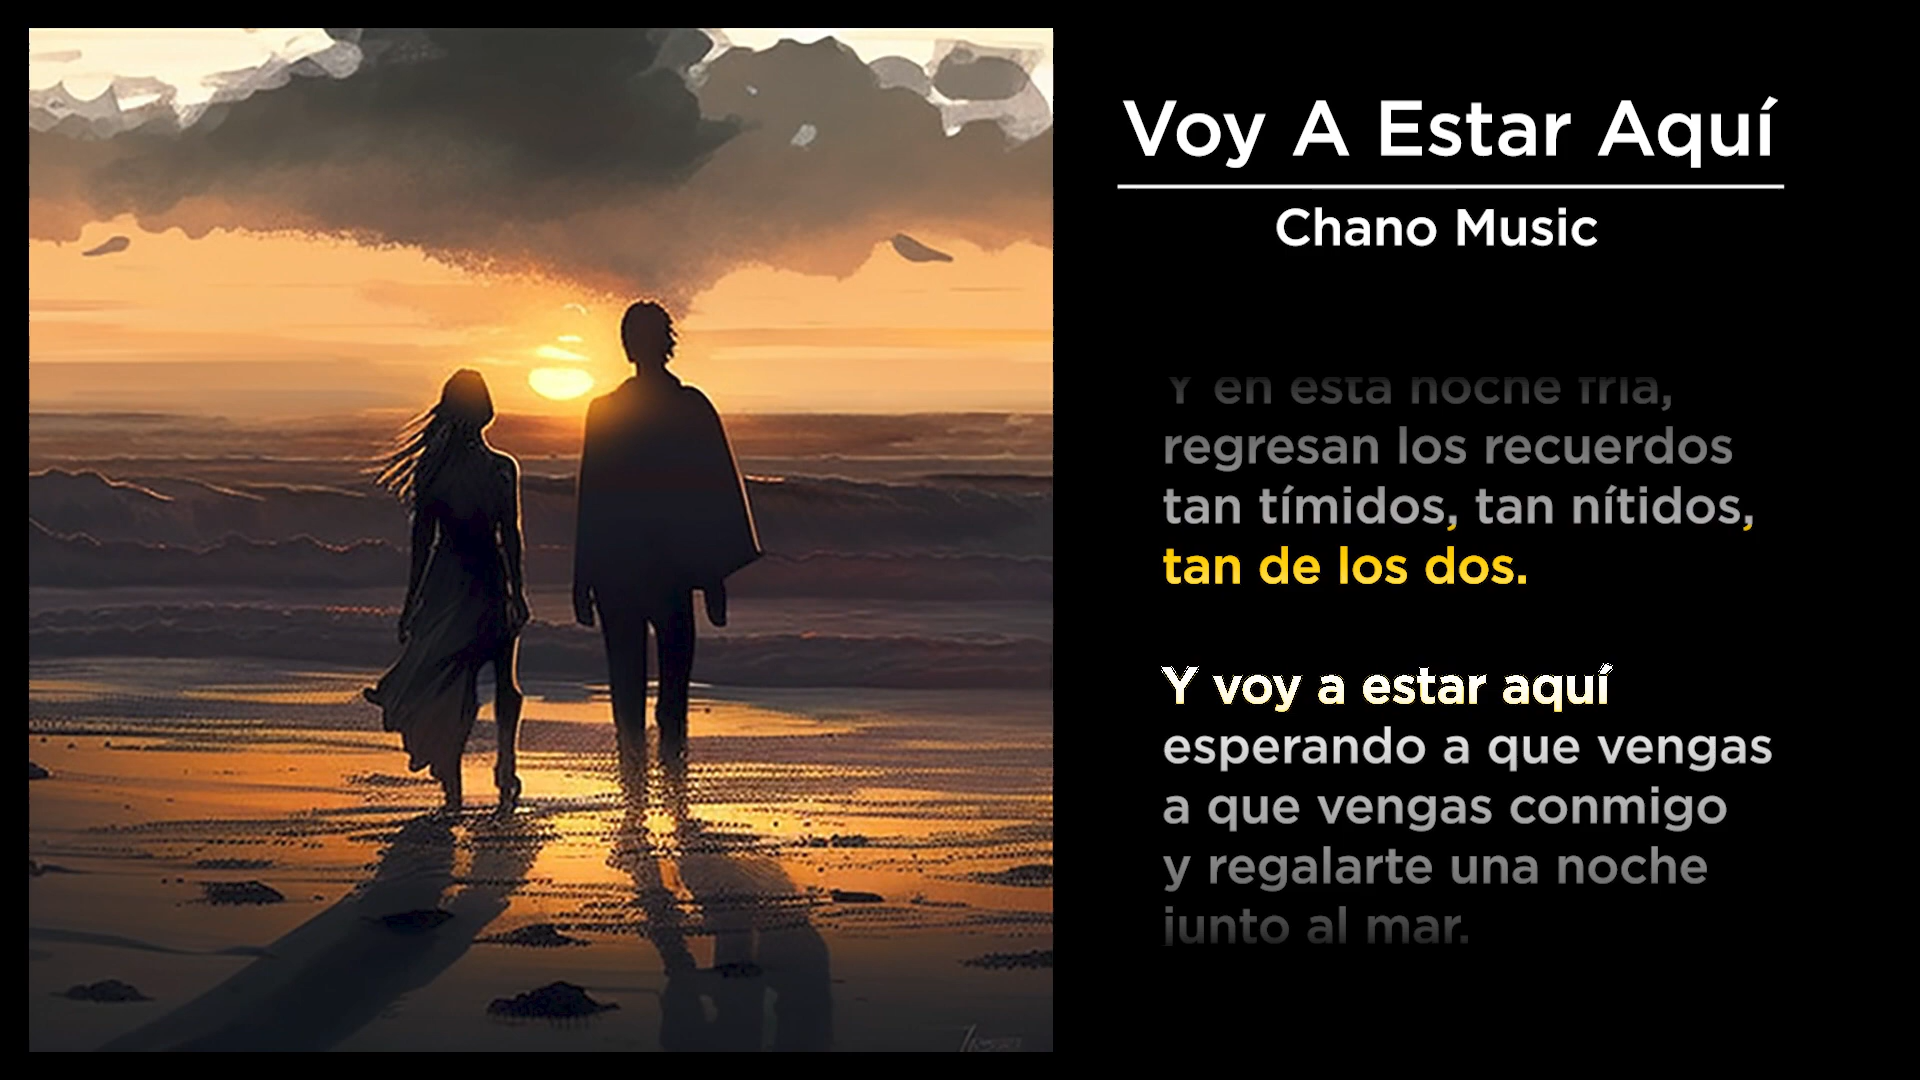 Voy A Estar Aquí
Chano Music
Y en esta noche fría,
regresan los recuerdos
tan tímidos, tan nítidos,
tan de los dos.
Y voy a estar aquí
esperando a que vengas
a que vengas conmigo
y regalarte una noche
junto al mar.